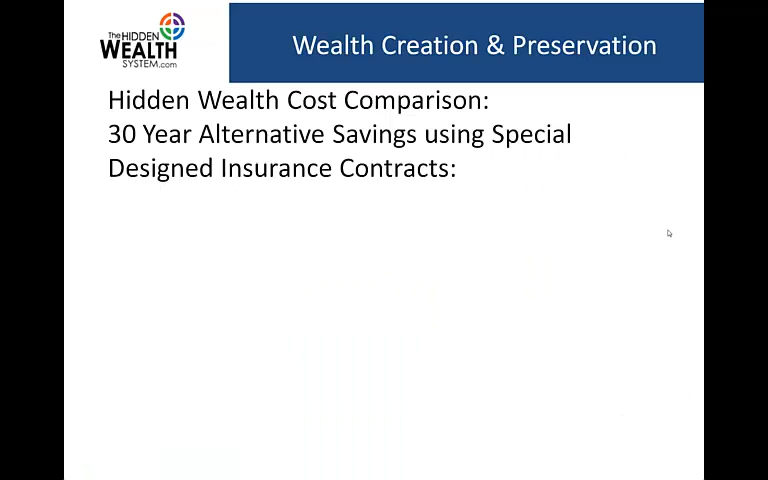 The HIDDEN
WEALTH
SYSTEM.com
Wealth Creation & Preservation
Hidden Wealth Cost Comparison:
30 Year Alternative Savings using Special
Designed Insurance Contracts: